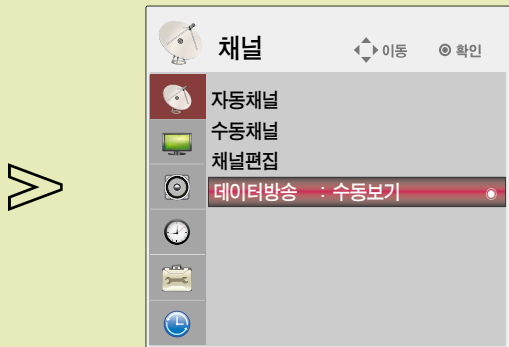 채널 이동 확인
자동채널
수동채널
채널편집
데이터방송 : 수동보기